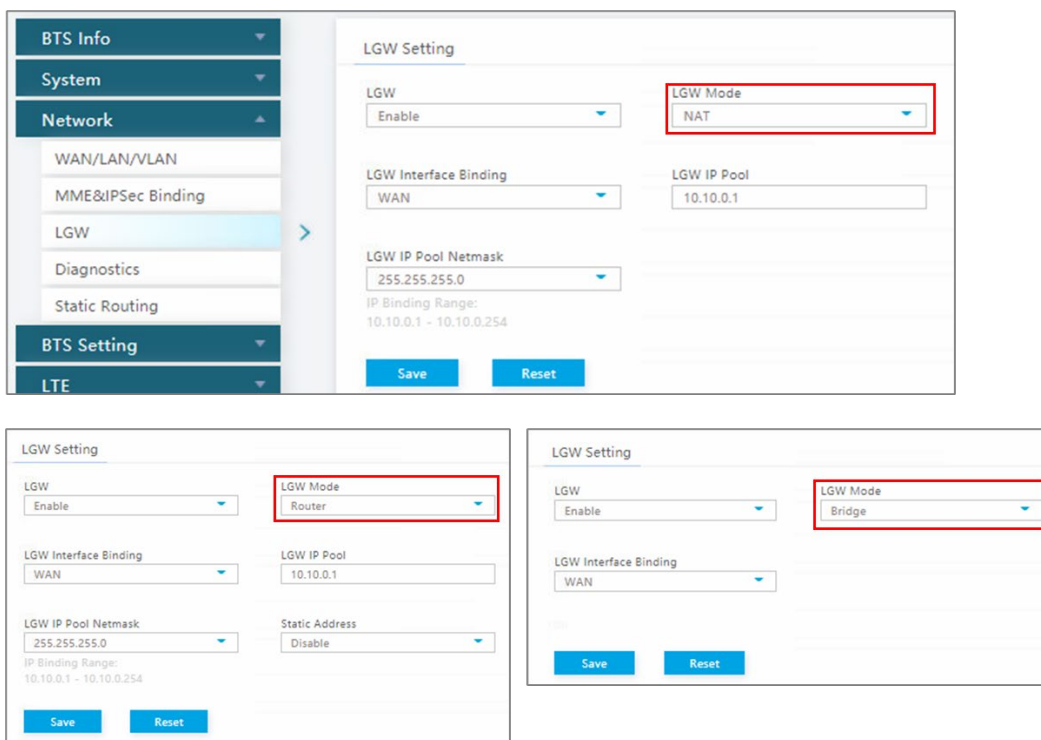 BTS Info
System
Network
WAN/LAN/VLAN
MME&IPSec Binding
LGW
Diagnostics
Static Routing
BTS Setting
LTE
LGW Setting
LGW
LGW Mode
Enable
NAT
LGW Interface Binding
LGW IP Pool
WAN
10.10.0.1
LGW IP Pool Netmask
255.255.255.0
IP Binding Range:
10.10.0.1 - 10.10.0.254
Save
Reset
LGW Setting
LGW
LGW Mode
Enable
Router
LGW Interface Binding
LGW IP Pool
WAN
10.10.0.1
LGW IP Pool Netmask
Static Address
255.255.255.0
Disable
IP Binding Range:
10.10.0.1 - 10.10.0.254
Save
Reset
LGW Setting
LGW
LGW Mode
Enable
Bridge
LGW Interface Binding
WAN
Save
Reset